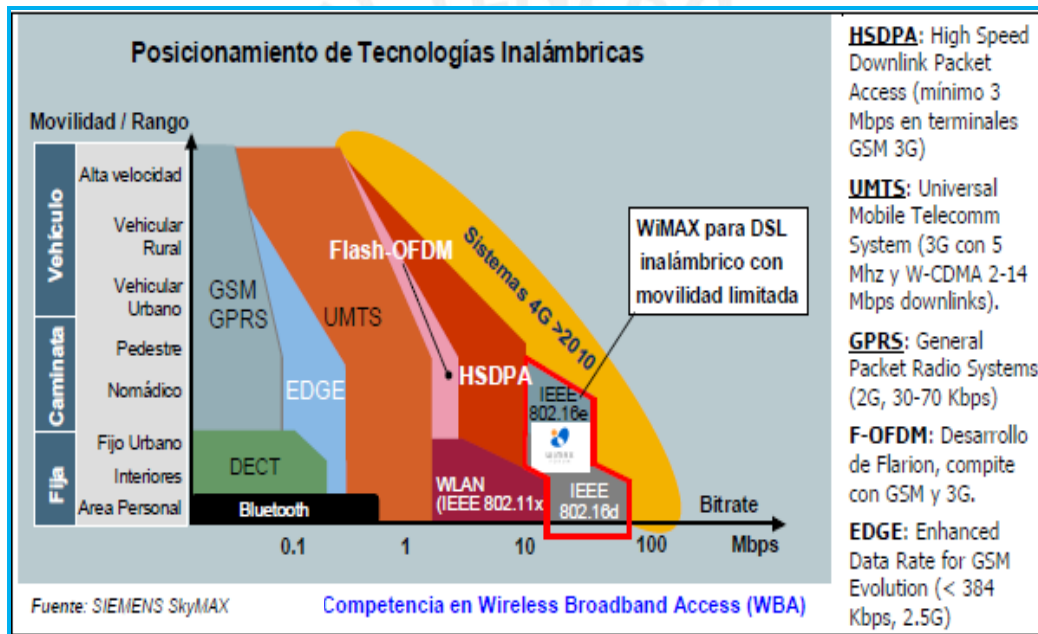 Posicionamiento de Tecnologías Inalámbricas
Movilidad / Rango
Vehículo
Alta velocidad
Vehicular
Rural
Vehicular
Urbano
Caminata
Pedestre
Nomádico
Fija
Fijo Urbano
Interiores
Area Personal
GSM
GPRS
EDGE
UMTS
Flash-OFDM
HSDPA
Sistemas 4G >2010
WiMAX para DSL
inalámbrico con
movilidad limitada
IEEE
802.16e
DECT
Bluetooth
WLAN
(IEEE 802.11x
IEEE
802.16d
Bitrate
0.1
1
10
100
Mbps
Fuente: SIEMENS SkyMAX
Competencia en Wireless Broadband Access (WBA)
HSDPA: High Speed
Downlink Packet
Access (mínimo 3
Mbps en terminales
GSM 3G)
UMTS: Universal
Mobile Telecomm
System (3G con 5
Mhz y W-CDMA 2-14
Mbps downlinks).
GPRS: General
Packet Radio Systems
(2G, 30-70 Kbps)
F-OFDM: Desarrollo
de Flarion, compite
con GSM y 3G.
EDGE: Enhanced
Data Rate for GSM
Evolution (< 384
Kbps, 2.5G)